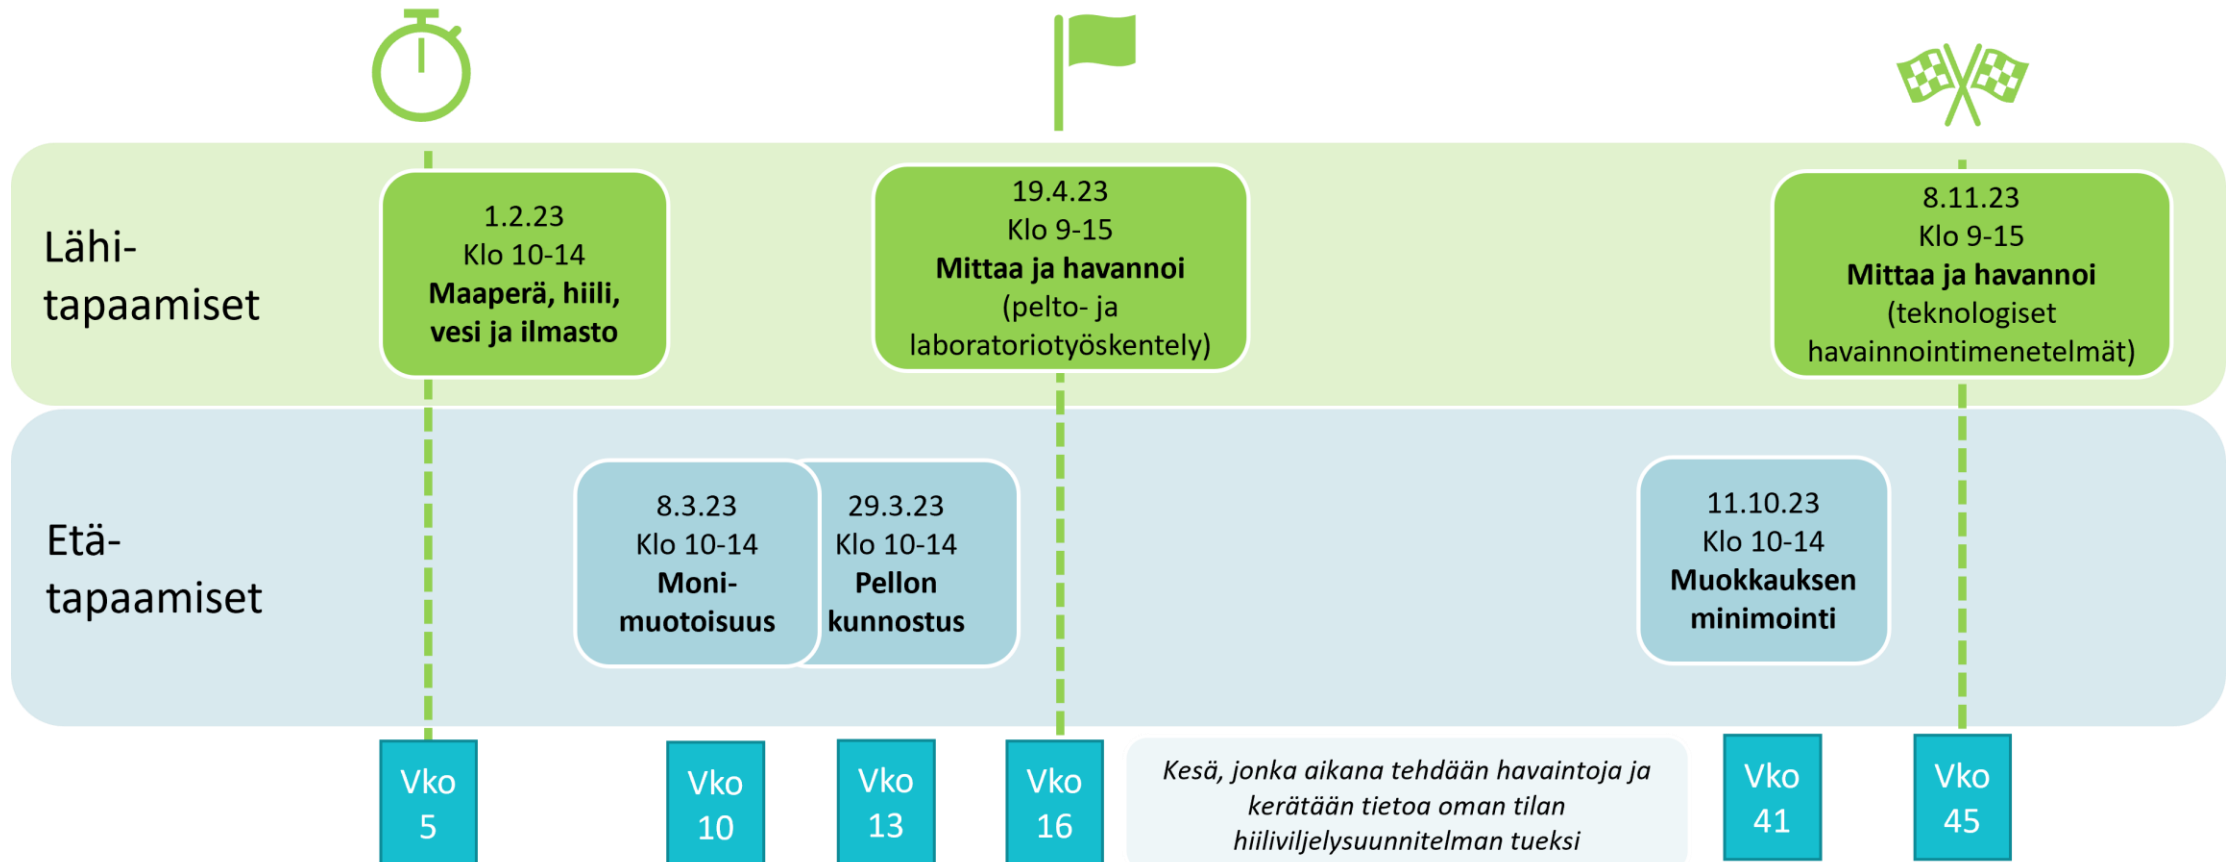 Lähi-
tapaamiset
1.2.23
Klo 10-14
Maaperä, hiili,
vesi ja ilmasto
19.4.23
Klo 9-15
Mittaa ja havannoi
(pelto- ja
laboratoriotyöskentely)
8.11.23
Klo 9-15
Mittaa ja havannoi
(teknologiset
havainnointimenetelmät)
Etä-
tapaamiset
8.3.23
Klo 10-14
Moni-
muotoisuus
29.3.23
Klo 10-14
Pellon
kunnostus
11.10.23
Klo 10-14
Muokkauksen
minimointi
Vko
5
Vko
10
Vko
13
Vko
16
Kesä, jonka aikana tehdään havaintoja ja
kerätään tietoa oman tilan
hiiliviljelysuunnitelman tueksi
Vko
41
Vko
45